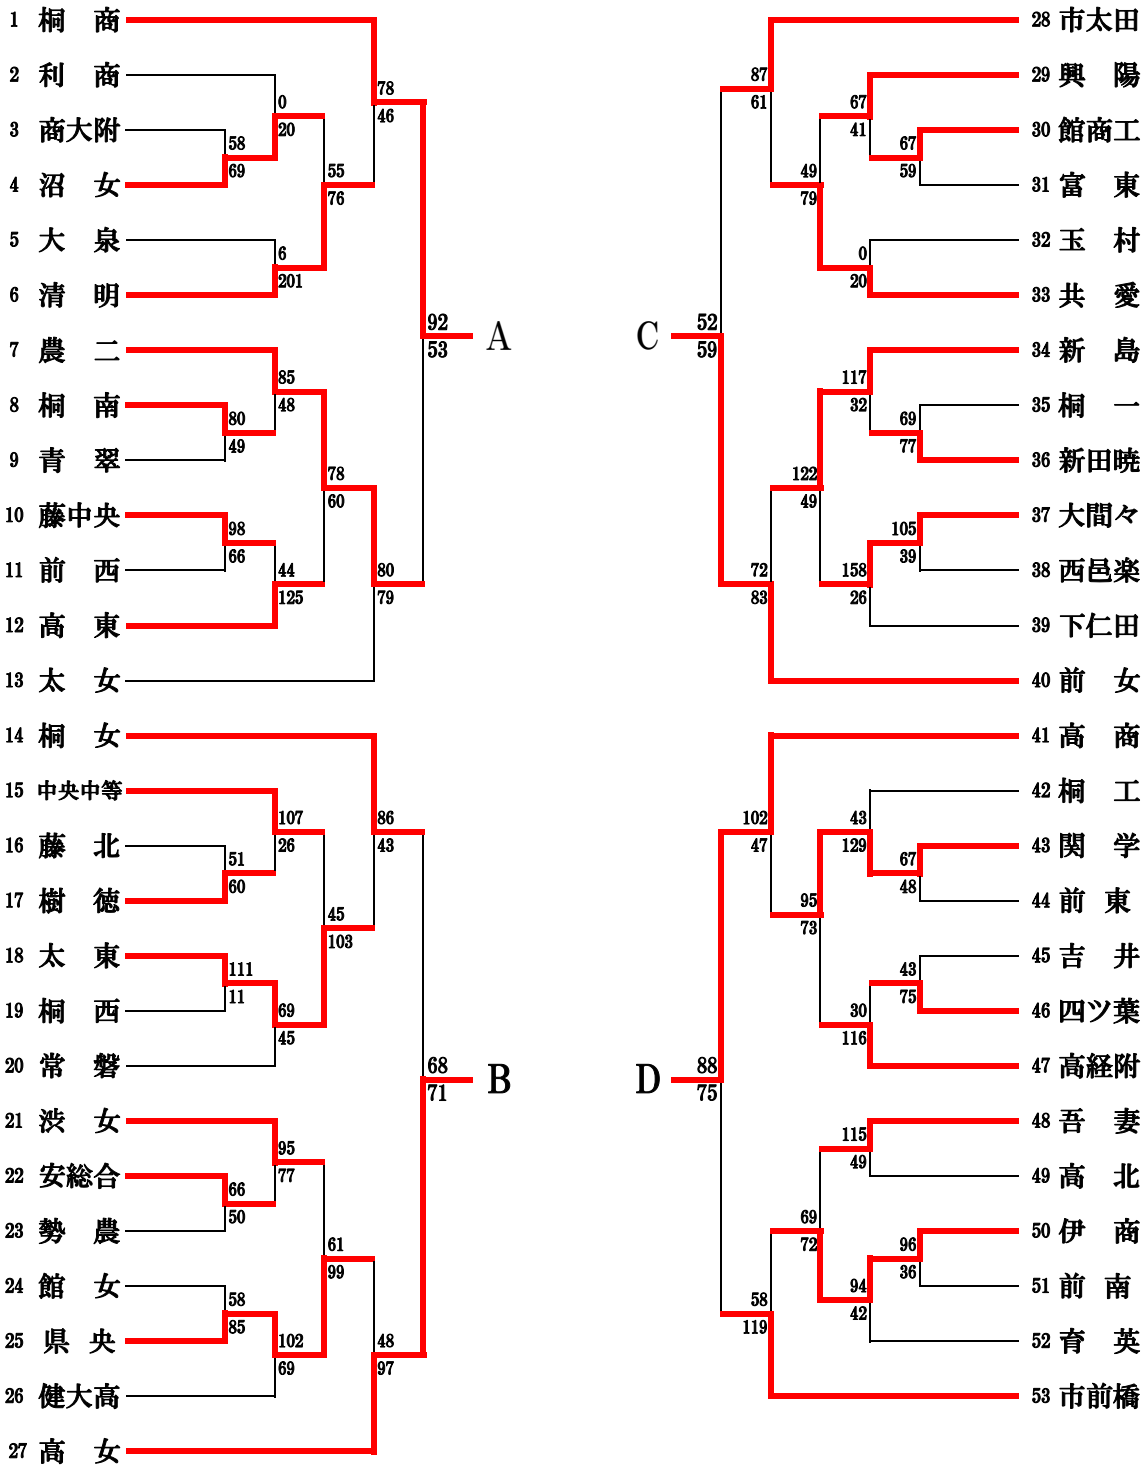 1 桐 商
2 利 商
3 商大附
4 沼 女
5 大 泉
6 清 明
7 農 二
8 桐 南
9 青 翠
10 藤中央
11 前 西
12 高 東
13 太 女
0
20
58
69
6
201
55
76
78
46
85
48
80
49
98
66
44
125
78
60
80
79
92
53
A
14 桐 女
15 中央中等
16 藤 北
17 樹 徳
18 太 東
19 桐 西
20 常 磐
21 渋 女
22 安総合
23 勢 農
24 館 女
25 県 央
26 健大高
27 高 女
107
26
51
60
111
11
69
45
45
103
86
43
95
77
66
50
58
85
102
69
61
99
48
97
68
71
B
28 市太田
29 興 陽
30 館商工
31 富 東
32 玉 村
33 共 愛
34 新 島
35 桐 一
36 新田暁
37 大間々
38 西邑楽
39 下仁田
40 前 女
87
61
67
41
67
59
49
79
0
20
117
32
69
77
122
49
105
39
158
26
72
83
52
59
C
41 高 商
42 桐 工
43 関 学
44 前 東
45 吉 井
46 四ツ葉
47 高経附
48 吾 妻
49 高 北
50 伊 商
51 前 南
52 育 英
53 市前橋
102
47
43
129
67
48
95
73
43
75
30
116
115
49
69
72
96
36
94
42
58
119
88
75
D